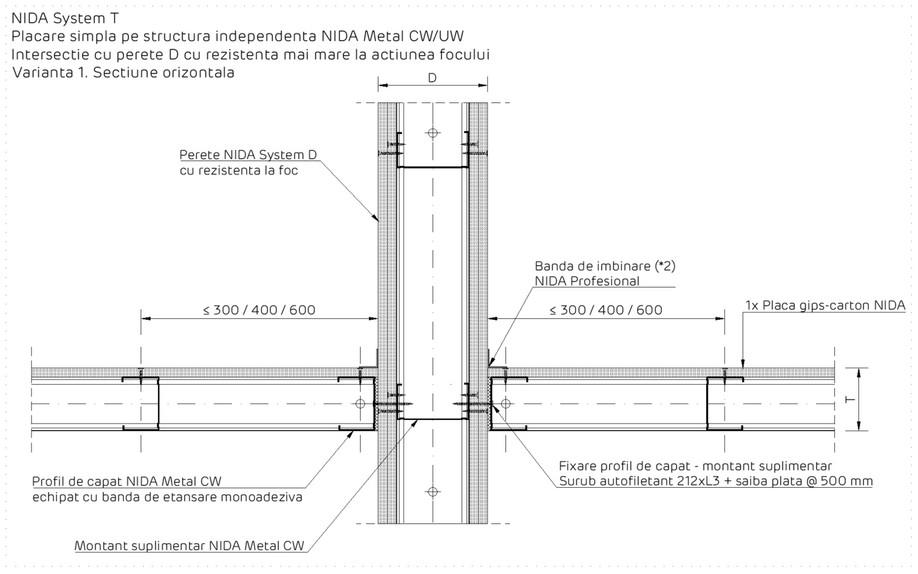 NIDA System T
Placare simpla pe structura independenta NIDA Metal CW/UW
Intersectie cu perete D cu rezistenta mai mare la actiunea focului
Varianta 1. Sectiune orizontala
D
Perete NIDA System D
cu rezistenta la foc
Banda de imbinare (*2)
NIDA Profesional
≤ 300 / 400 / 600
≤ 300 / 400 / 600
1x Placa gips-carton NIDA
T
Profil de capat NIDA Metal CW
echipat cu banda de etansare monoadeziva
Fixare profil de capat - montant suplimentar
Surub autofiletant 212xL3 + saiba plata @ 500 mm
Montant suplimentar NIDA Metal CW